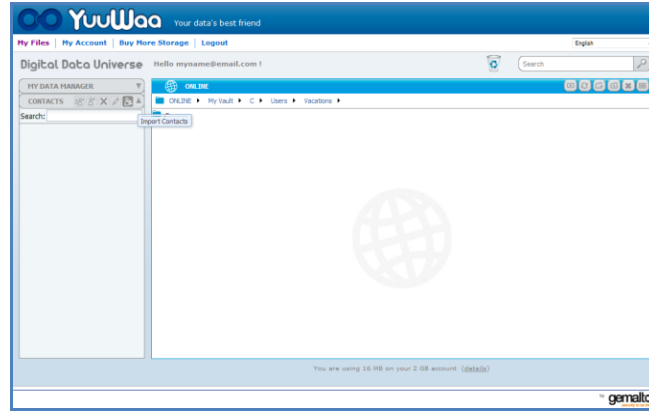 YuuWaa Your data's best friend
My Files | My Account | Buy More Storage | Logout English
Digital Data Universe Hello myname@email.com ! Search
MY DATA MANAGER ONLINE
CONTACTS ONLINE My Vault C Users Vacations
Search:
Import Contacts
You are using 16 MB on your 2 GB account (details)
gemalto